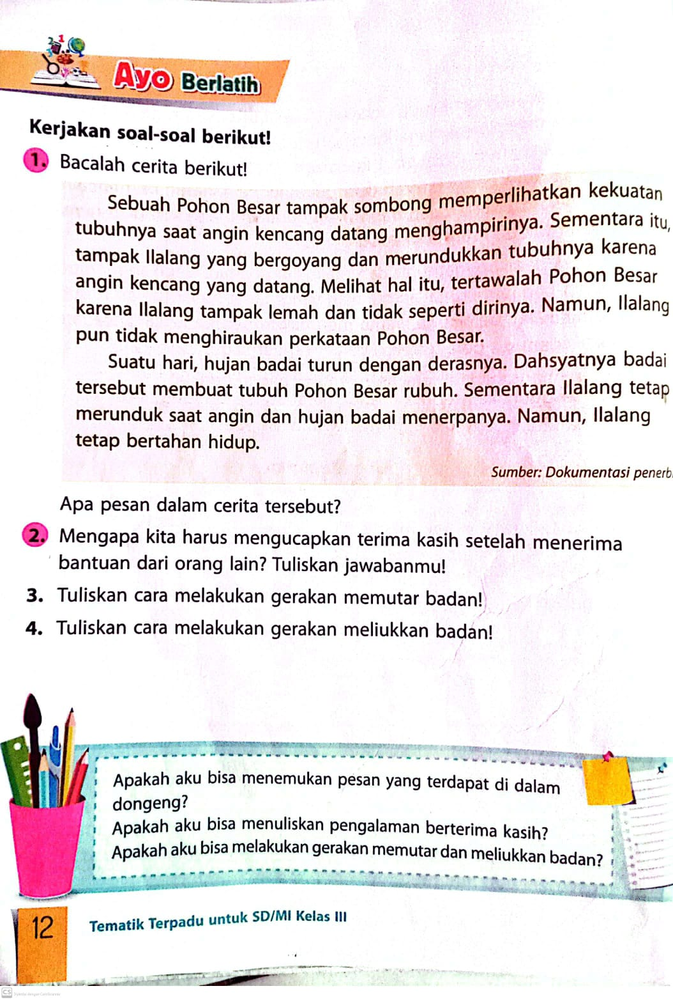 2 1
3
Ayo Berlatih
Kerjakan soal-soal berikut!
1. Bacalah cerita berikut!
Sebuah Pohon Besar tampak sombong memperlihatkan kekuatan
tubuhnya saat angin kencang datang menghampirinya. Sementara itu,
tampak Ilalang yang bergoyang dan merundukkan tubuhnya karena
angin kencang yang datang. Melihat hal itu, tertawalah Pohon Besar
karena Ilalang tampak lemah dan tidak seperti dirinya. Namun, Ilalang
pun tidak menghiraukan perkataan Pohon Besar.
Suatu hari, hujan badai turun dengan derasnya. Dahsyatnya badai
tersebut membuat tubuh Pohon Besar rubuh. Sementara Ilalang tetap
merunduk saat angin dan hujan badai menerpanya. Namun, Ilalang
tetap bertahan hidup.
Sumber: Dokumentasi penerb
Apa pesan dalam cerita tersebut?
2. Mengapa kita harus mengucapkan terima kasih setelah menerima
bantuan dari orang lain? Tuliskan jawabanmu!
3. Tuliskan cara melakukan gerakan memutar badan!
4. Tuliskan cara melakukan gerakan meliukkan badan!
Apakah aku bisa menemukan pesan yang terdapat di dalam
dongeng?
Apakah aku bisa menuliskan pengalaman berterima kasih?
Apakah aku bisa melakukan gerakan memutar dan meliukkan badan?
12 Tematik Terpadu untuk SD/MI Kelas III
CS Dipindai dengan CamScanner